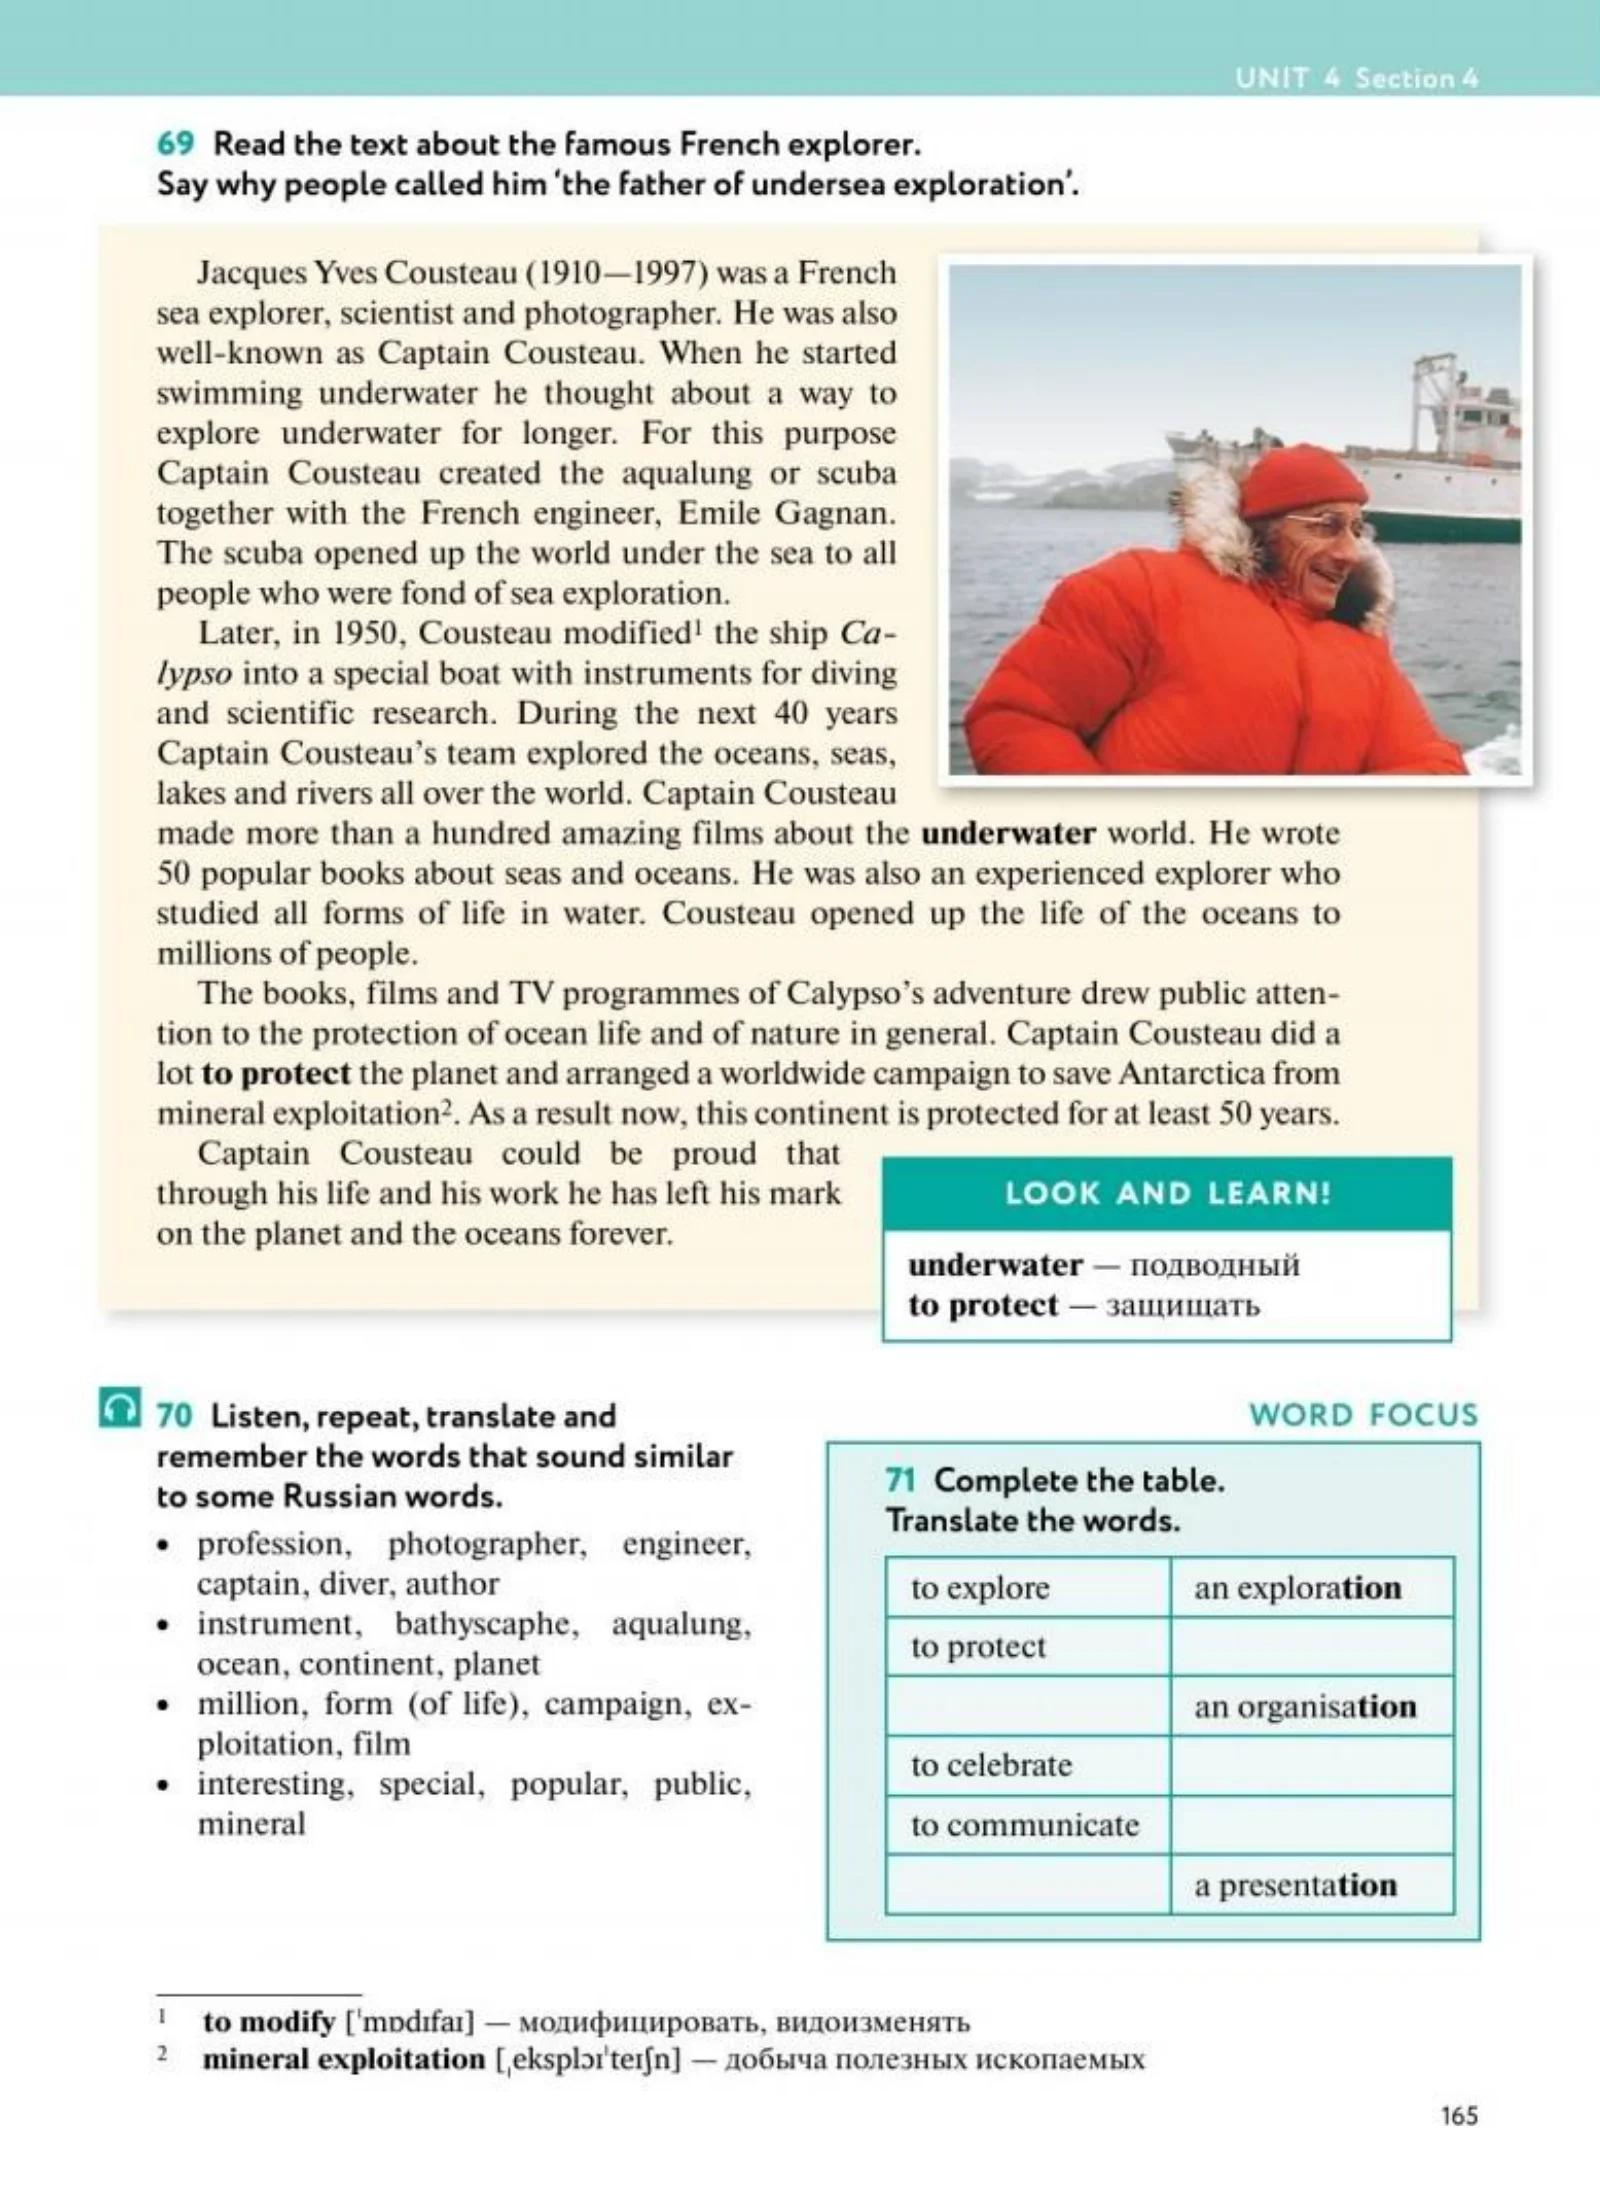 UNIT 4 Section 4
69 Read the text about the famous French explorer.
Say why people called him ‘the father of undersea exploration’.
Jacques Yves Cousteau (1910—1997) was a French
sea explorer, scientist and photographer. He was also
well-known as Captain Cousteau. When he started
swimming underwater he thought about a way to
explore underwater for longer. For this purpose
Captain Cousteau created the aqualung or scuba
together with the French engineer, Emile Gagnan.
The scuba opened up the world under the sea to all
people who were fond of sea exploration.
Later, in 1950, Cousteau modified¹ the ship Ca-
lypso into a special boat with instruments for diving
and scientific research. During the next 40 years
Captain Cousteau’s team explored the oceans, seas,
lakes and rivers all over the world. Captain Cousteau
made more than a hundred amazing films about the underwater world. He wrote
50 popular books about seas and oceans. He was also an experienced explorer who
studied all forms of life in water. Cousteau opened up the life of the oceans to
millions of people.
The books, films and TV programmes of Calypso’s adventure drew public atten-
tion to the protection of ocean life and of nature in general. Captain Cousteau did a
lot to protect the planet and arranged a worldwide campaign to save Antarctica from
mineral exploitation². As a result now, this continent is protected for at least 50 years.
Captain Cousteau could be proud that
through his life and his work he has left his mark
on the planet and the oceans forever.
LOOK AND LEARN!
underwater — подводный
to protect — защищать
70 Listen, repeat, translate and
remember the words that sound similar
to some Russian words.
• profession, photographer, engineer,
captain, diver, author
• instrument, bathyscaphe, aqualung,
ocean, continent, planet
• million, form (of life), campaign, ex-
ploitation, film
• interesting, special, popular, public,
mineral
WORD FOCUS
71 Complete the table.
Translate the words.
to explore an exploration
to protect
an organisation
to celebrate
to communicate
a presentation
1 to modify [ˈmɒdɪfaɪ] — модифицировать, видоизменять
2 mineral exploitation [ˌeksplɔɪˈteɪʃn] — добыча полезных ископаемых
165